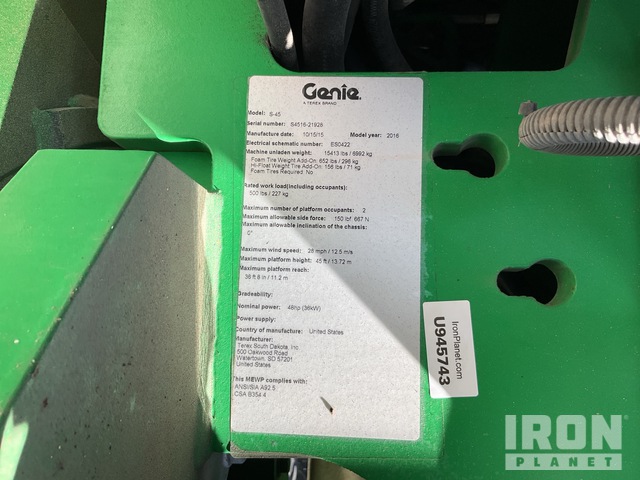 Genie
A TEREX BRAND
Model: S-45
Serial number: S4516-21928
Manufacture date: 10/15/15 Model year: 2016
Electrical schematic number: ES0422
Machine unladen weight: 15413 lbs / 6992 kg
Foam Tire Weight Add-On: 652 lbs / 296 kg
Hi-Float Weight Tire Add-On: 156 lbs / 71 kg
Foam Tires Required: No
Rated work load(including occupants):
500 lbs / 227 kg
Maximum number of platform occupants: 2
Maximum allowable side force: 150 lbf 667 N
Maximum allowable inclination of the chassis:
0°
Maximum wind speed: 28 mph / 12.5 m/s
Maximum platform height: 45 ft / 13.72 m
Maximum platform reach:
36 ft 8 in / 11.2 m
Gradeability:
Nominal power: 48hp (36kW)
Power supply:
Country of manufacture: United States
Manufacturer:
Terex South Dakota, Inc
500 Oakwood Road
Watertown, SD 57201
United States
This MEWP complies with:
ANSI/SIA A92.5
CSA B354.4
IronPlanet.com
U945743
IRON
PLANET